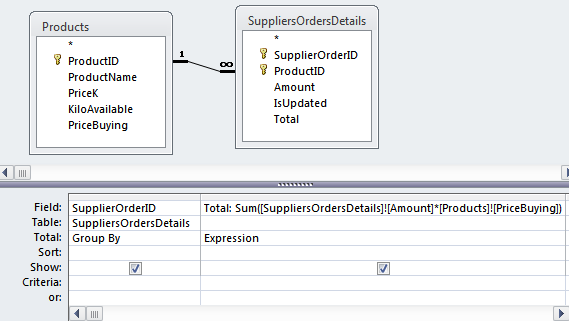 Products
*
ProductID
ProductName
PriceK
KiloAvailable
PriceBuying
1
∞
SuppliersOrdersDetails
*
SupplierOrderID
ProductID
Amount
IsUpdated
Total
Field: SupplierOrderID Total: Sum([SuppliersOrdersDetails]![Amount]*[Products]![PriceBuying])
Table: SuppliersOrdersDetails
Total: Group By Expression
Sort:
Show:
Criteria:
or: